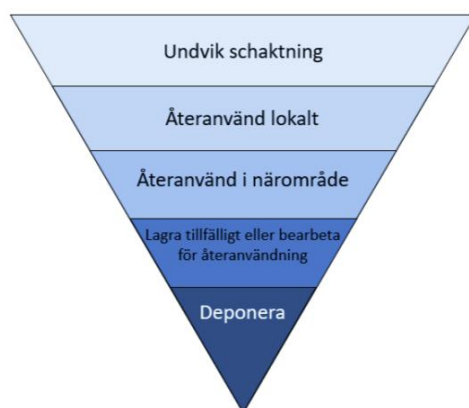 Undvik schaktning
Återanvänd lokalt
Återanvänd i närområde
Lagra tillfälligt eller bearbeta
för återanvändning
Deponera